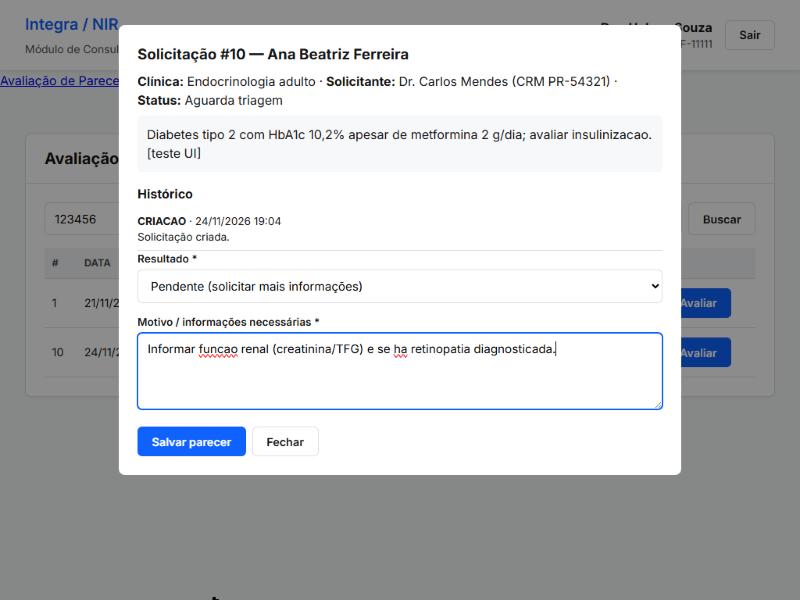 Integra / NIR
Souza
Módulo de Consul
F-11111
Sair
Avaliação de Parece
Avaliação
123456
Buscar
#
DATA
1
21/11/2
Avaliar
10
24/11/2
Avaliar
Solicitação #10 — Ana Beatriz Ferreira
Clínica: Endocrinologia adulto · Solicitante: Dr. Carlos Mendes (CRM PR-54321) ·
Status: Aguarda triagem
Diabetes tipo 2 com HbA1c 10,2% apesar de metformina 2 g/dia; avaliar insulinizacao.
[teste UI]
Histórico
CRIACAO · 24/11/2026 19:04
Solicitação criada.
Resultado *
Pendente (solicitar mais informações)
Motivo / informações necessárias *
Informar funcao renal (creatinina/TFG) e se ha retinopatia diagnosticada.
Salvar parecer
Fechar